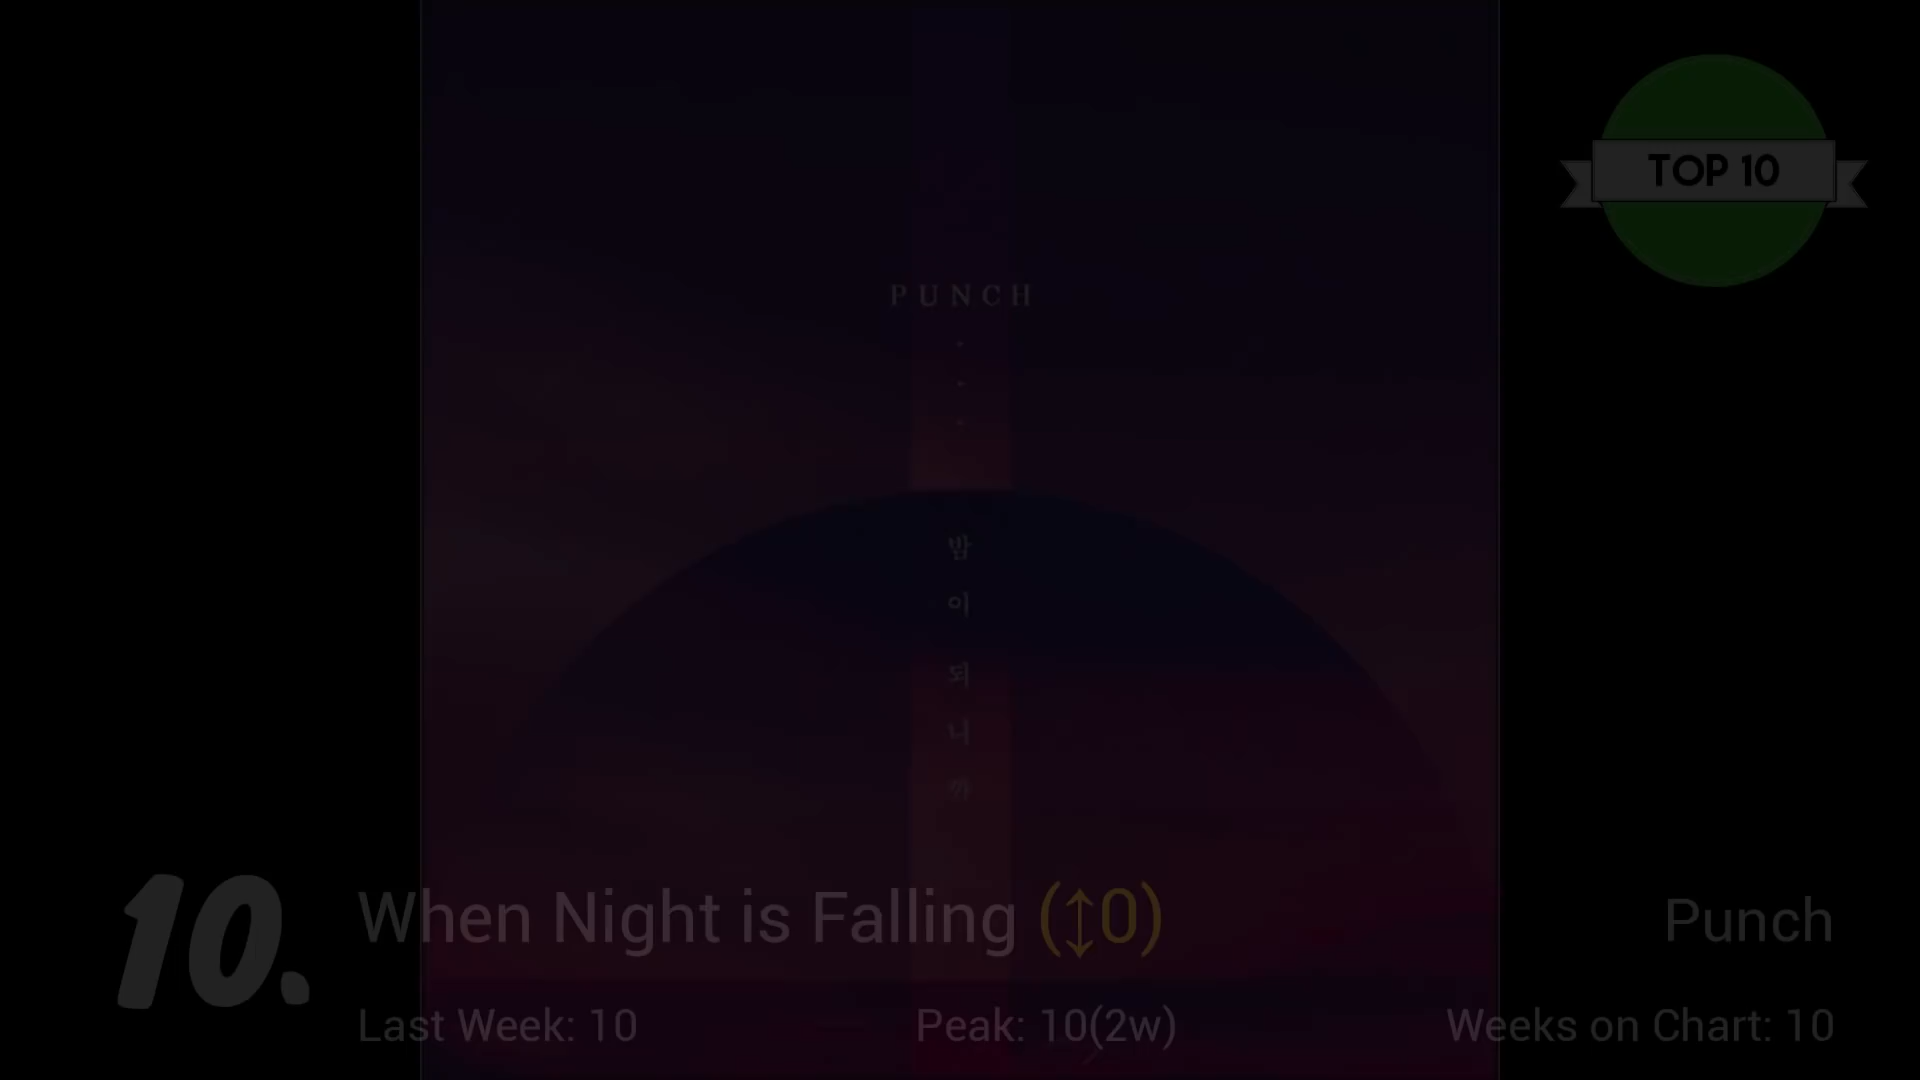 TOP 10
PUNCH
밤
이
되
니
까
10.
When Night is Falling (↕0)
Punch
Last Week: 10
Peak: 10(2w)
Weeks on Chart: 10